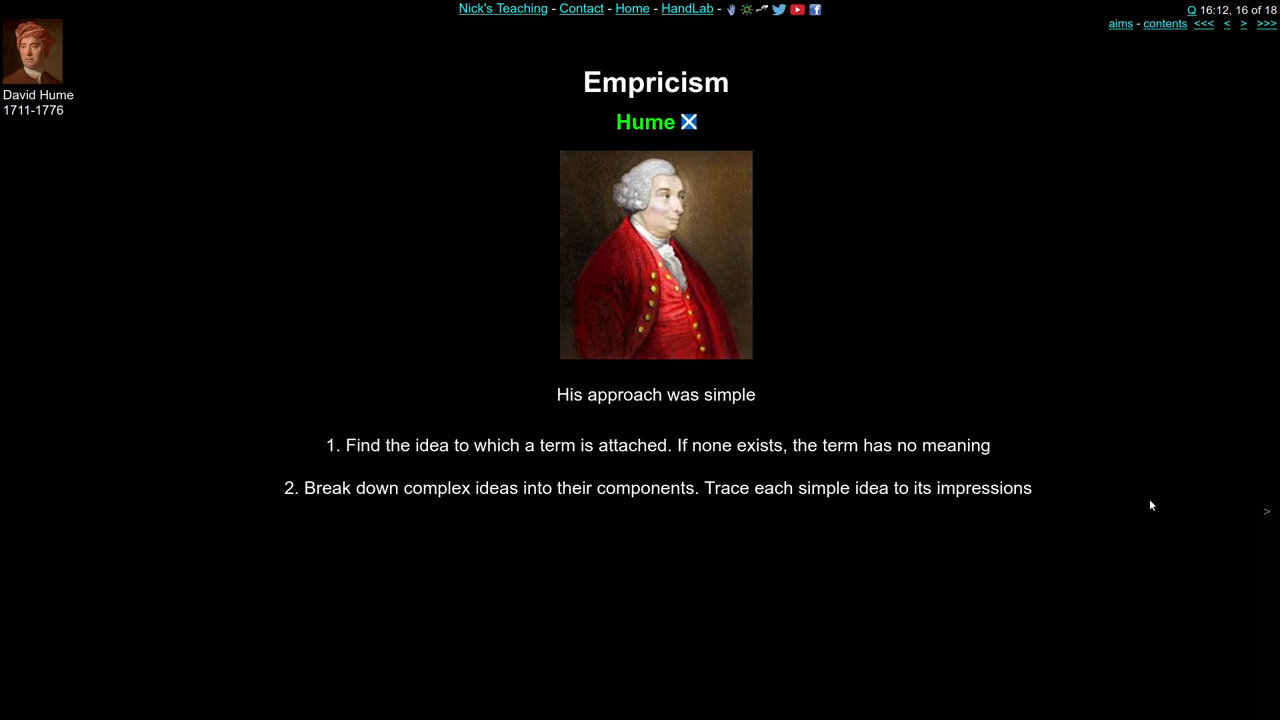 Nick's Teaching - Contact - Home - HandLab -
Q 16:12, 16 of 18
aims - contents <<< < > >>>
David Hume
1711-1776
Empricism
Hume
His approach was simple
1. Find the idea to which a term is attached. If none exists, the term has no meaning
2. Break down complex ideas into their components. Trace each simple idea to its impressions
>